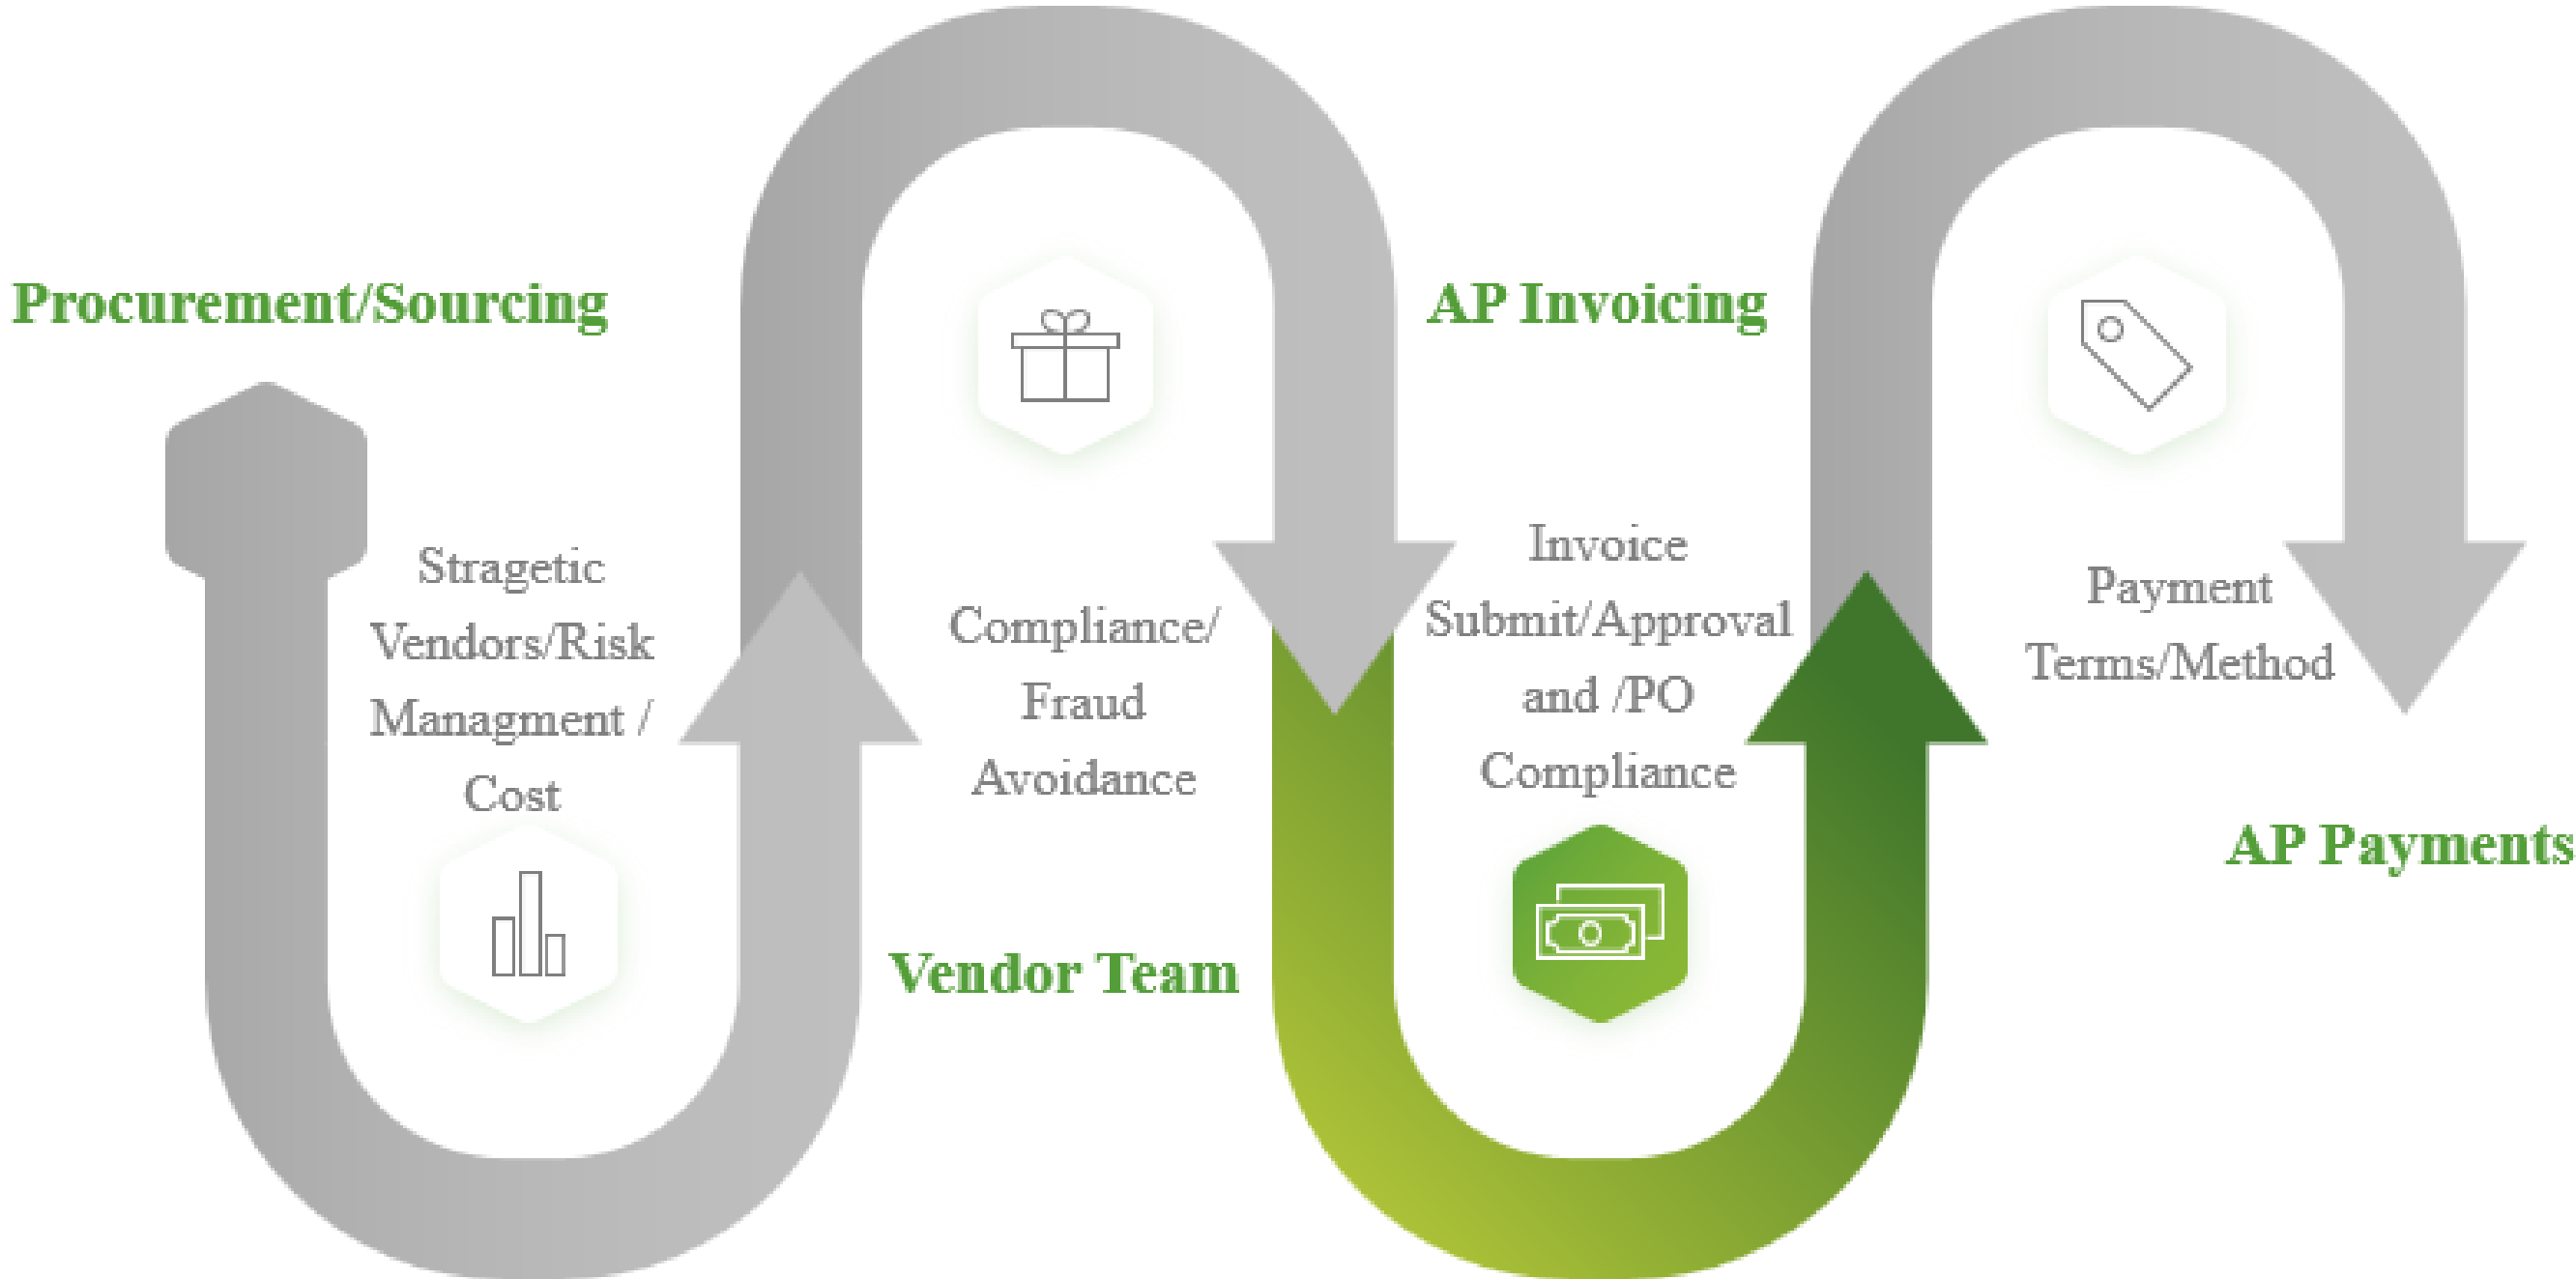 Procurement/Sourcing
Stragetic
Vendors/Risk
Managment /
Cost
Compliance/
Fraud
Avoidance
Vendor Team
AP Invoicing
Invoice
Submit/Approval
and /PO
Compliance
Payment
Terms/Method
AP Payments